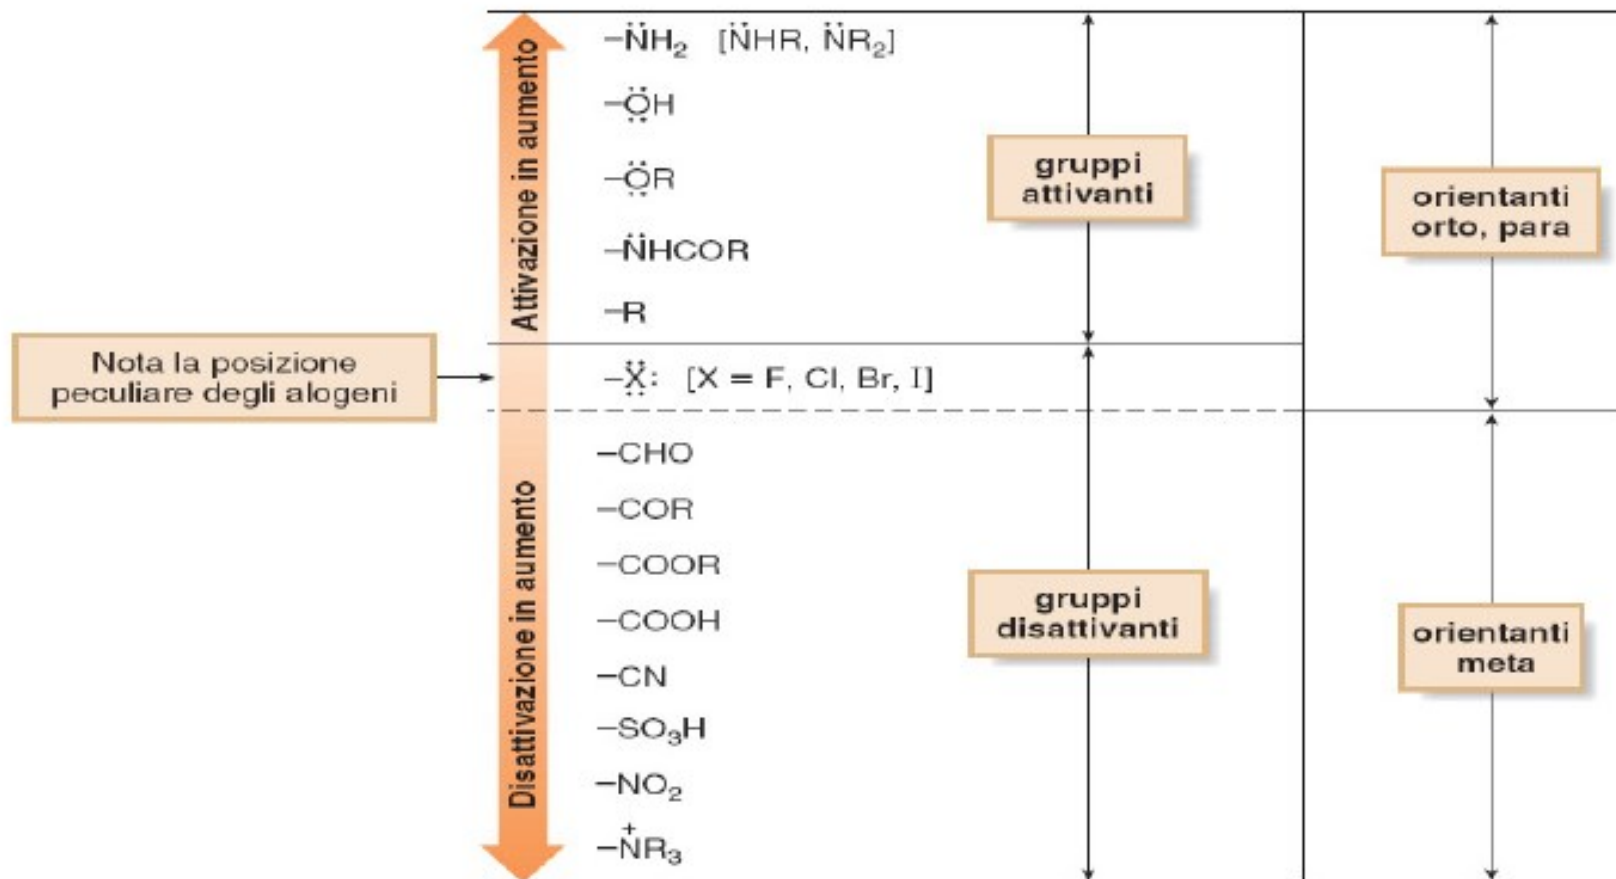 Attivazione in aumento
Disattivazione in aumento
–N̈H₂ [N̈HR, N̈R₂]
–ÖH
–ÖR
–N̈HCOR
–R
Nota la posizione
peculiare degli alogeni
–Ẍ: [X = F, Cl, Br, I]
–CHO
–COR
–COOR
–COOH
–CN
–SO₃H
–NO₂
–N⁺R₃
gruppi
attivanti
gruppi
disattivanti
orientanti
orto, para
orientanti
meta